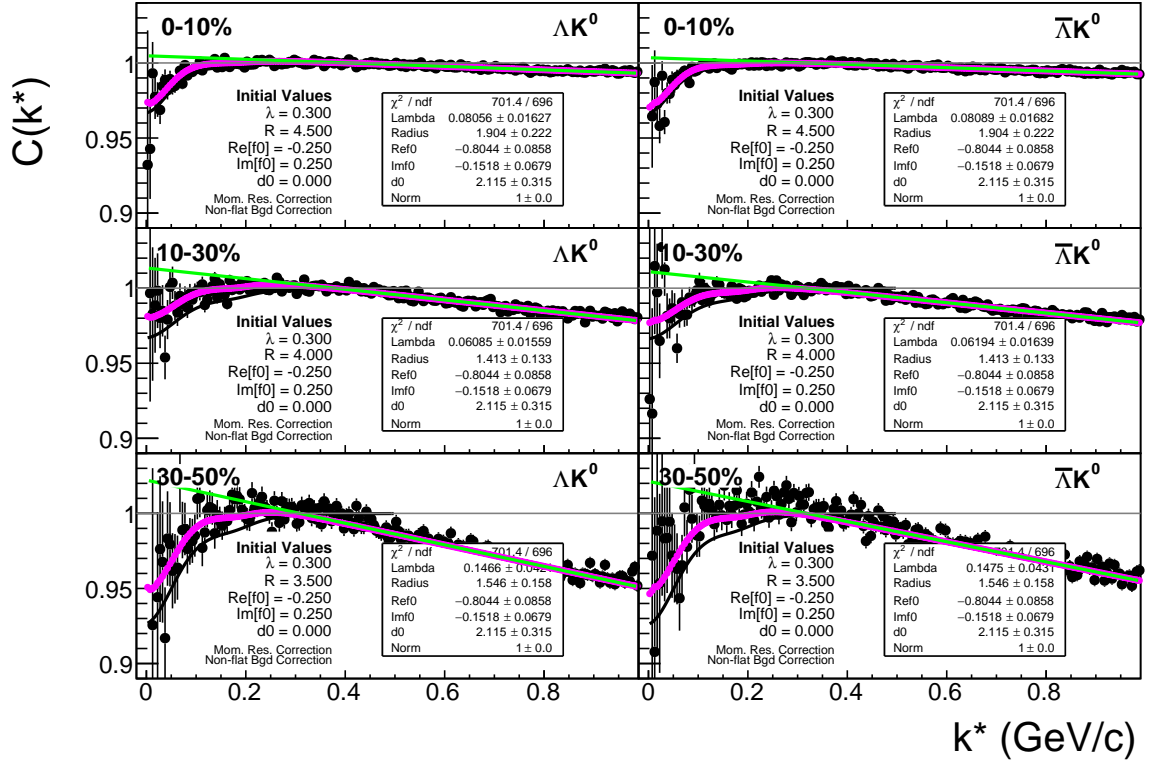 C(k*)
0-10%
ΛK⁰
Initial Values
λ = 0.300
R = 4.500
Re[f0] = -0.250
Im[f0] = 0.250
d0 = 0.000
Mom. Res. Correction
Non-flat Bgd Correction
χ² / ndf 701.4 / 696
Lambda 0.08056 ± 0.01627
Radius 1.904 ± 0.222
Ref0 −0.8044 ± 0.0858
Imf0 −0.1518 ± 0.0679
d0 2.115 ± 0.315
Norm 1 ± 0.0
1
0.95
0.9
0-10%
Λ̅K⁰
Initial Values
λ = 0.300
R = 4.500
Re[f0] = -0.250
Im[f0] = 0.250
d0 = 0.000
Mom. Res. Correction
Non-flat Bgd Correction
χ² / ndf 701.4 / 696
Lambda 0.08089 ± 0.01682
Radius 1.904 ± 0.222
Ref0 −0.8044 ± 0.0858
Imf0 −0.1518 ± 0.0679
d0 2.115 ± 0.315
Norm 1 ± 0.0
10-30%
ΛK⁰
Initial Values
λ = 0.300
R = 4.000
Re[f0] = -0.250
Im[f0] = 0.250
d0 = 0.000
Mom. Res. Correction
Non-flat Bgd Correction
χ² / ndf 701.4 / 696
Lambda 0.06085 ± 0.01559
Radius 1.413 ± 0.133
Ref0 −0.8044 ± 0.0858
Imf0 −0.1518 ± 0.0679
d0 2.115 ± 0.315
Norm 1 ± 0.0
1
0.95
0.9
10-30%
Λ̅K⁰
Initial Values
λ = 0.300
R = 4.000
Re[f0] = -0.250
Im[f0] = 0.250
d0 = 0.000
Mom. Res. Correction
Non-flat Bgd Correction
χ² / ndf 701.4 / 696
Lambda 0.06194 ± 0.01639
Radius 1.413 ± 0.133
Ref0 −0.8044 ± 0.0858
Imf0 −0.1518 ± 0.0679
d0 2.115 ± 0.315
Norm 1 ± 0.0
30-50%
ΛK⁰
Initial Values
λ = 0.300
R = 3.500
Re[f0] = -0.250
Im[f0] = 0.250
d0 = 0.000
Mom. Res. Correction
Non-flat Bgd Correction
χ² / ndf 701.4 / 696
Lambda 0.1466 ±
Radius 1.546 ± 0.158
Ref0 −0.8044 ± 0.0858
Imf0 −0.1518 ± 0.0679
d0 2.115 ± 0.315
Norm 1 ± 0.0
1
0.95
0.9
30-50%
Λ̅K⁰
Initial Values
λ = 0.300
R = 3.500
Re[f0] = -0.250
Im[f0] = 0.250
d0 = 0.000
Mom. Res. Correction
Non-flat Bgd Correction
χ² / ndf 701.4 / 696
Lambda 0.1475 ± 0.0431
Radius 1.546 ± 0.158
Ref0 −0.8044 ± 0.0858
Imf0 −0.1518 ± 0.0679
d0 2.115 ± 0.315
Norm 1 ± 0.0
0 0.2 0.4 0.6 0.8
0 0.2 0.4 0.6 0.8
k* (GeV/c)